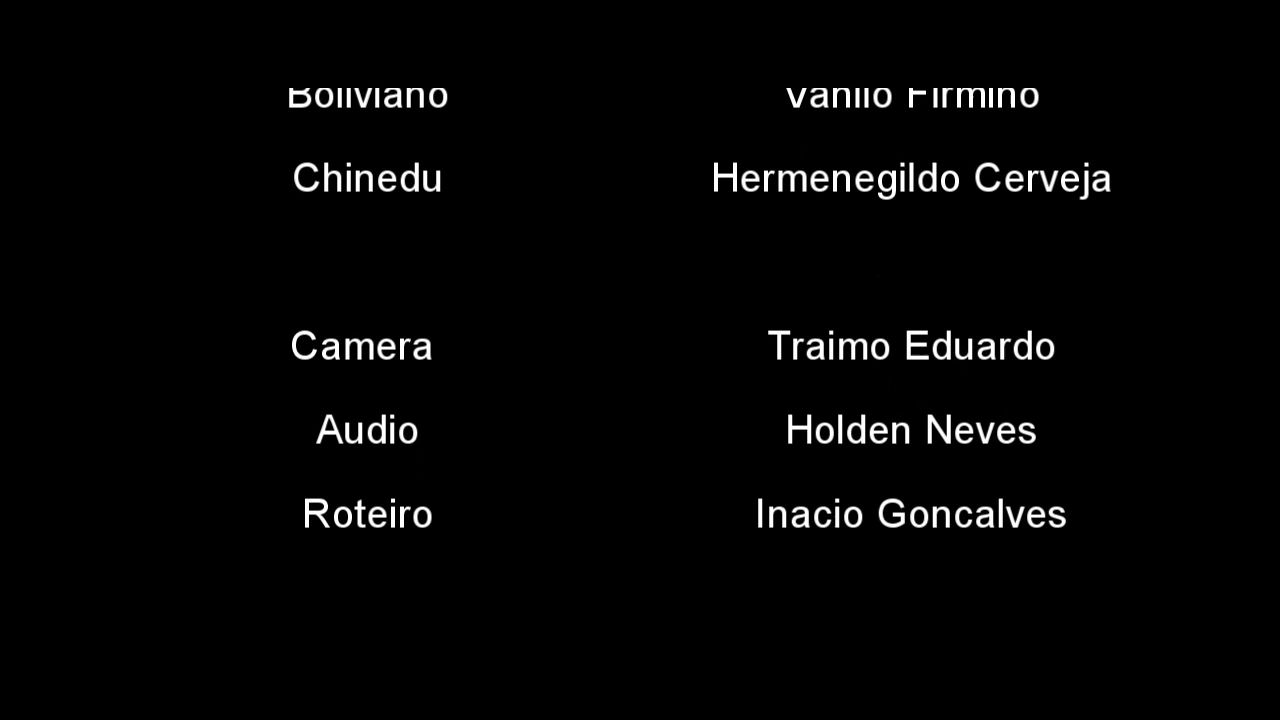 Boliviano Vanilo Firmino
Chinedu Hermenegildo Cerveja
Camera Traimo Eduardo
Audio Holden Neves
Roteiro Inacio Goncalves